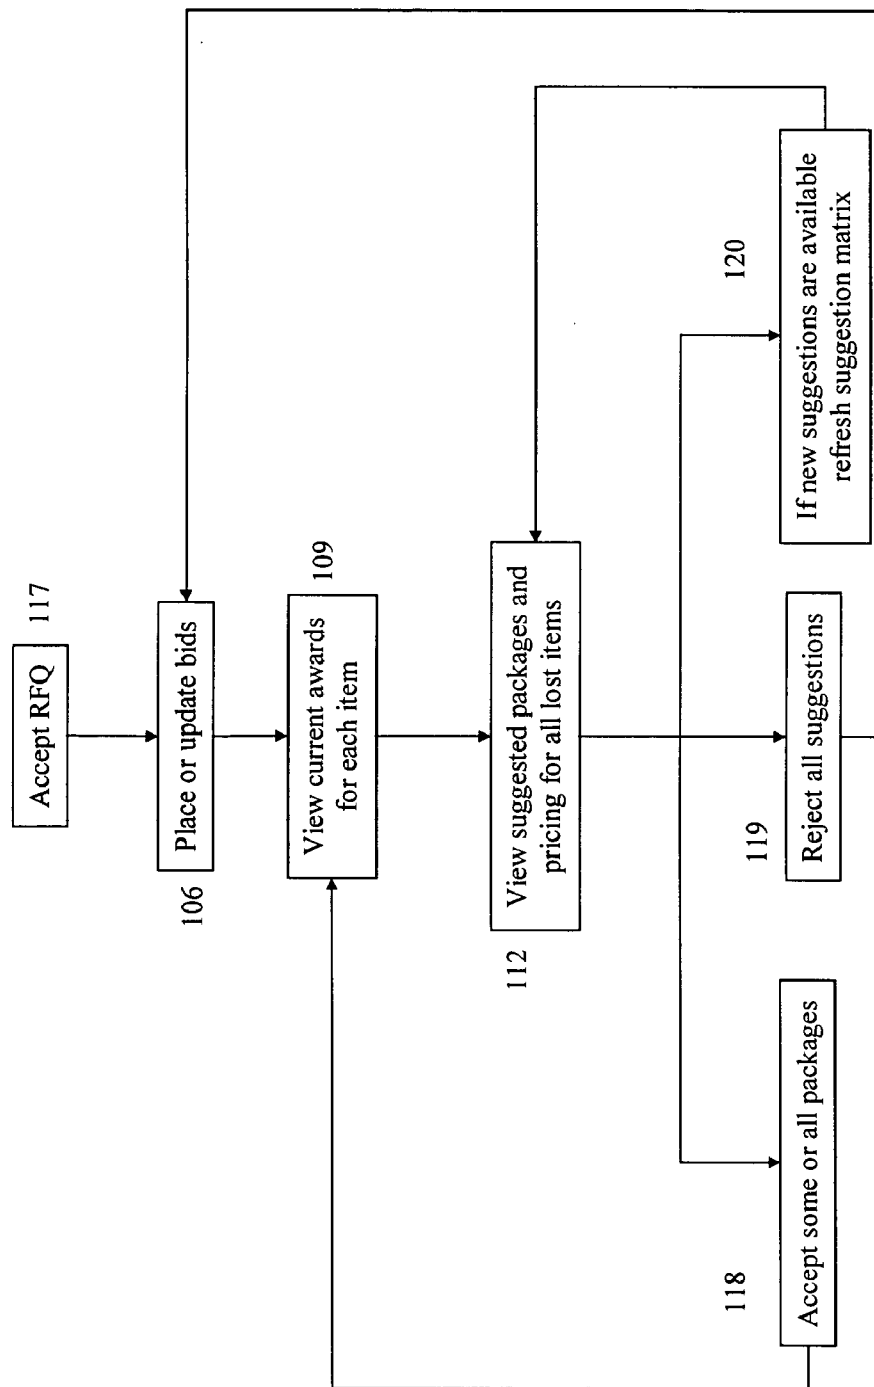 Accept RFQ
117
Place or update bids
106
View current awards
for each item
109
View suggested packages and
pricing for all lost items
112
Accept some or all packages
118
Reject all suggestions
119
If new suggestions are available
refresh suggestion matrix
120